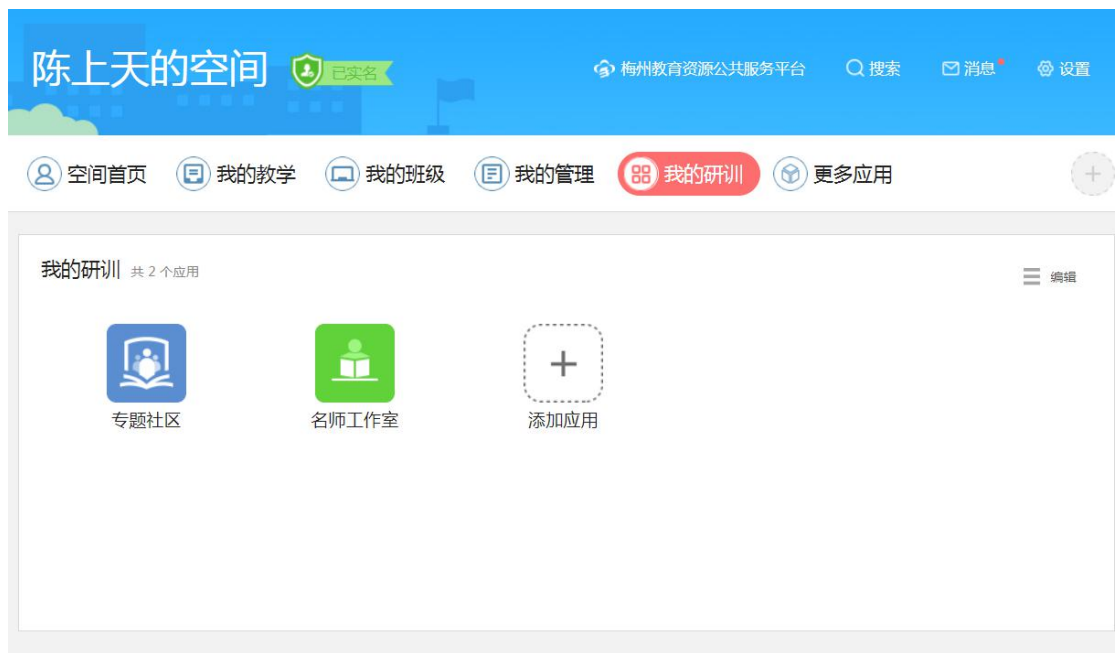 陈上天的空间 已实名 梅州教育资源公共服务平台 搜索 消息 设置
空间首页 我的教学 我的班级 我的管理 我的研训 更多应用
我的研训 共 2 个应用 编辑
专题社区 名师工作室 添加应用